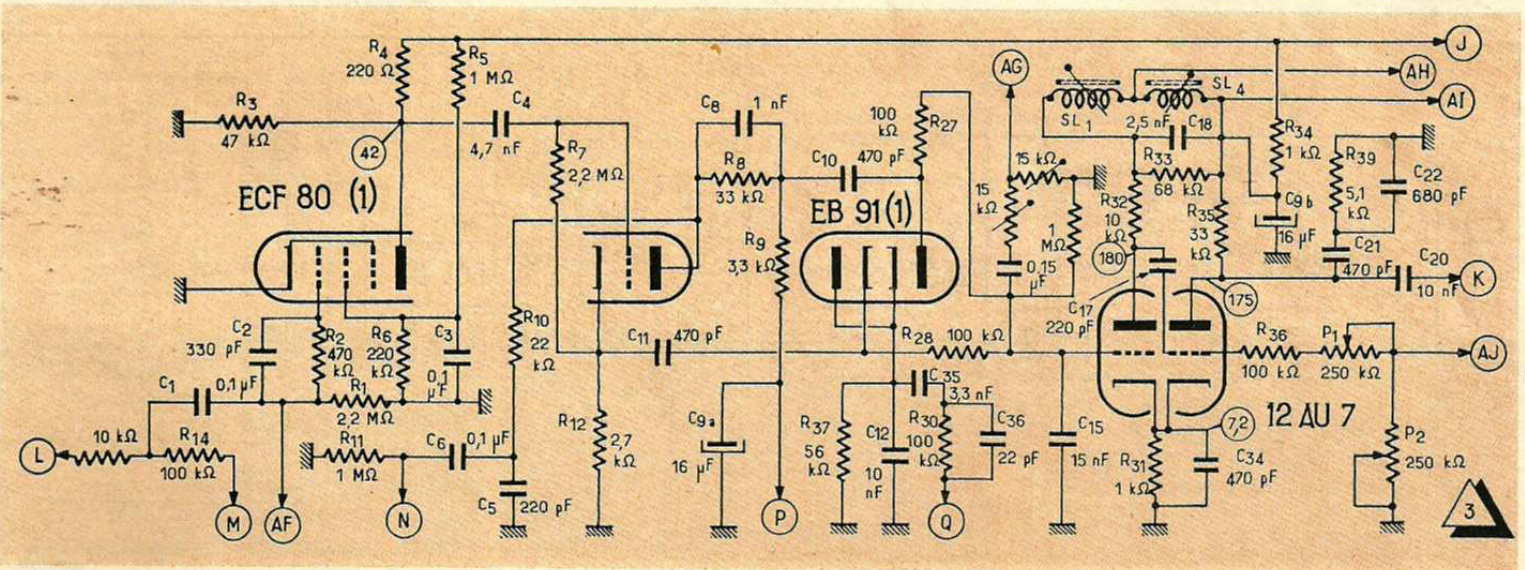 R4
220 Ω
R5
1 MΩ
R3
47 kΩ
42
C4
4,7 nF
R7
2,2 MΩ
C8
1 nF
R8
33 kΩ
C10
470 pF
100
kΩ
R27
AG
SL1
SL4
2,5 nF
C18
J
AH
AI
R34
1 kΩ
R39
5,1
kΩ
C22
680 pF
ECF 80 (1)
EB 91(1)
R9
3,3 kΩ
15 kΩ
15
kΩ
1
MΩ
0,15
µF
R33
68 kΩ
R32
10
kΩ
180
R35
33
kΩ
C9b
16 µF
C21
470 pF
C20
10 nF
K
C17
220 pF
175
C2
330 pF
R2
470
kΩ
R6
220
kΩ
C3
0,1
µF
R10
22
kΩ
C11
470 pF
R28
100 kΩ
R36
100 kΩ
P1
250 kΩ
AJ
C1
0,1 µF
R1
2,2 MΩ
L
10 kΩ
R14
100 kΩ
R11
1 MΩ
C6
0,1 µF
C5
220 pF
M
AF
N
R12
2,7
kΩ
C9a
16 µF
P
R37
56
kΩ
C12
10
nF
C35
3,3 nF
R30
100
kΩ
C36
22 pF
Q
C15
15 nF
R31
1 kΩ
7,2
C34
470 pF
12 AU 7
P2
250 kΩ
3